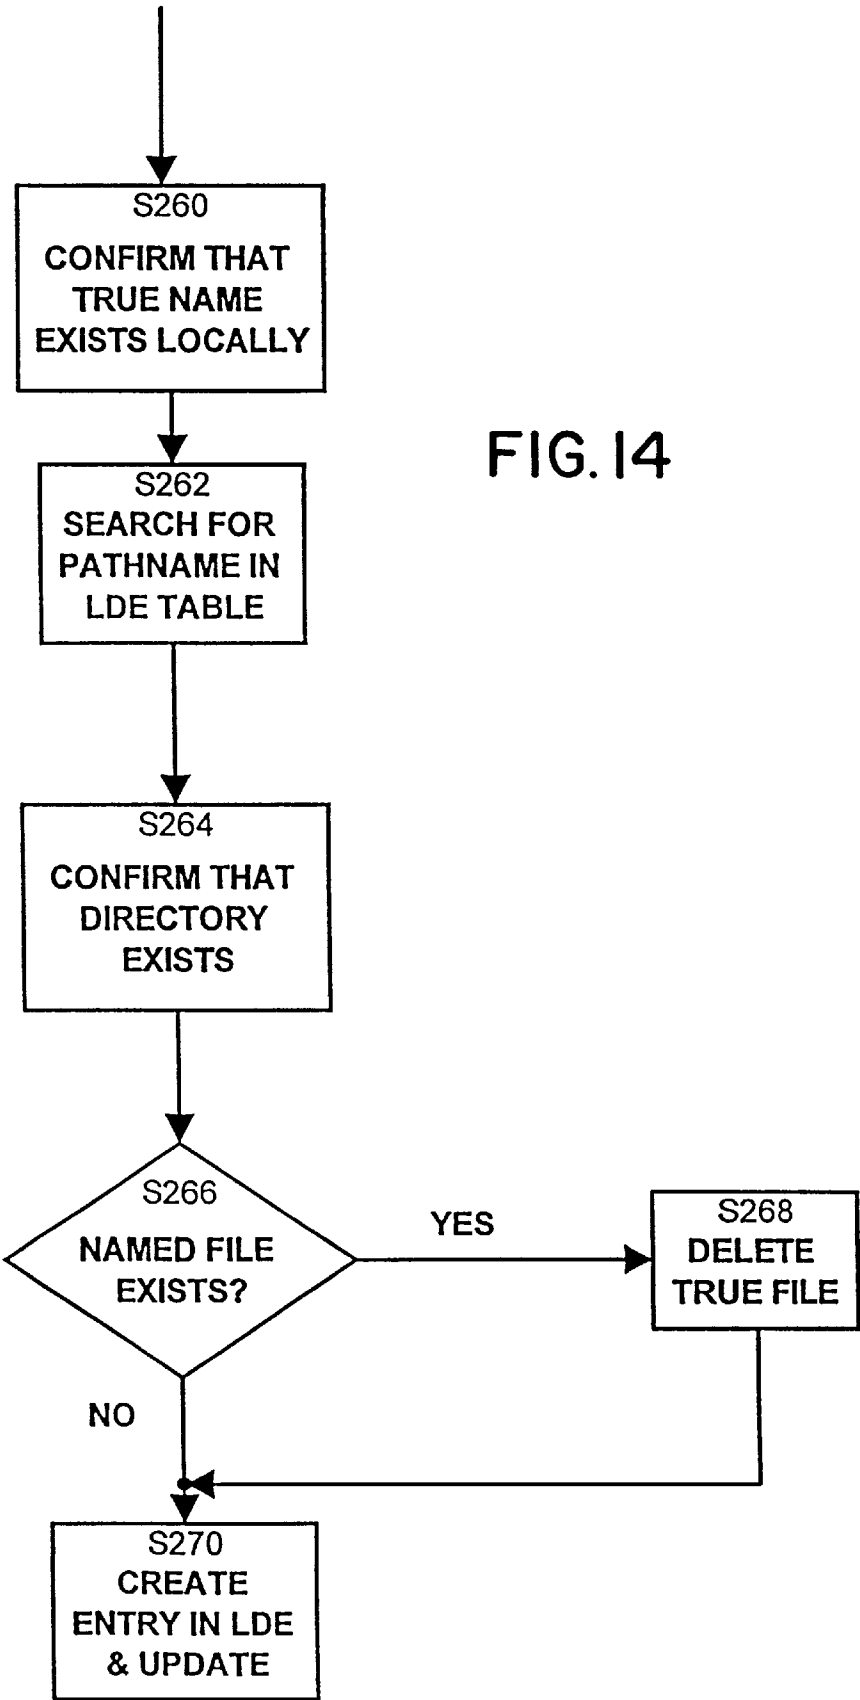 S260
CONFIRM THAT
TRUE NAME
EXISTS LOCALLY
FIG. 14
S262
SEARCH FOR
PATHNAME IN
LDE TABLE
S264
CONFIRM THAT
DIRECTORY
EXISTS
S266
NAMED FILE
EXISTS?
YES
S268
DELETE
TRUE FILE
NO
S270
CREATE
ENTRY IN LDE
& UPDATE